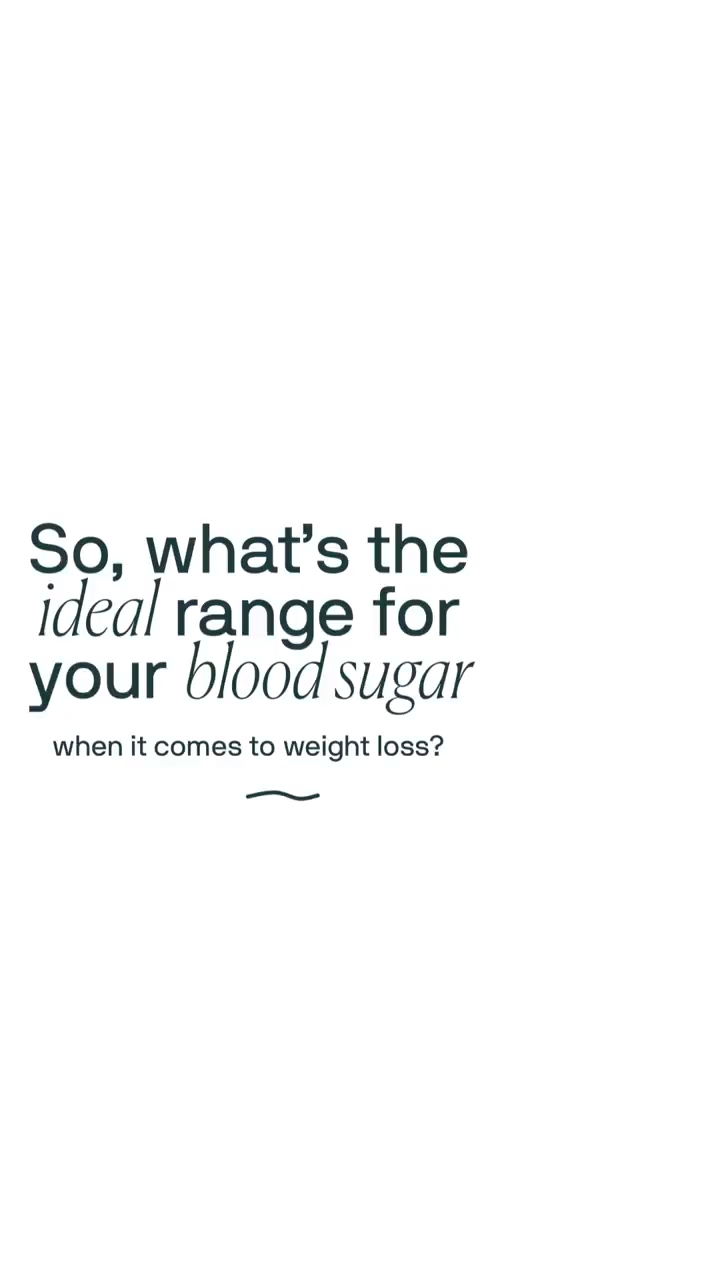 So, what's the
ideal range for
your blood sugar
when it comes to weight loss?